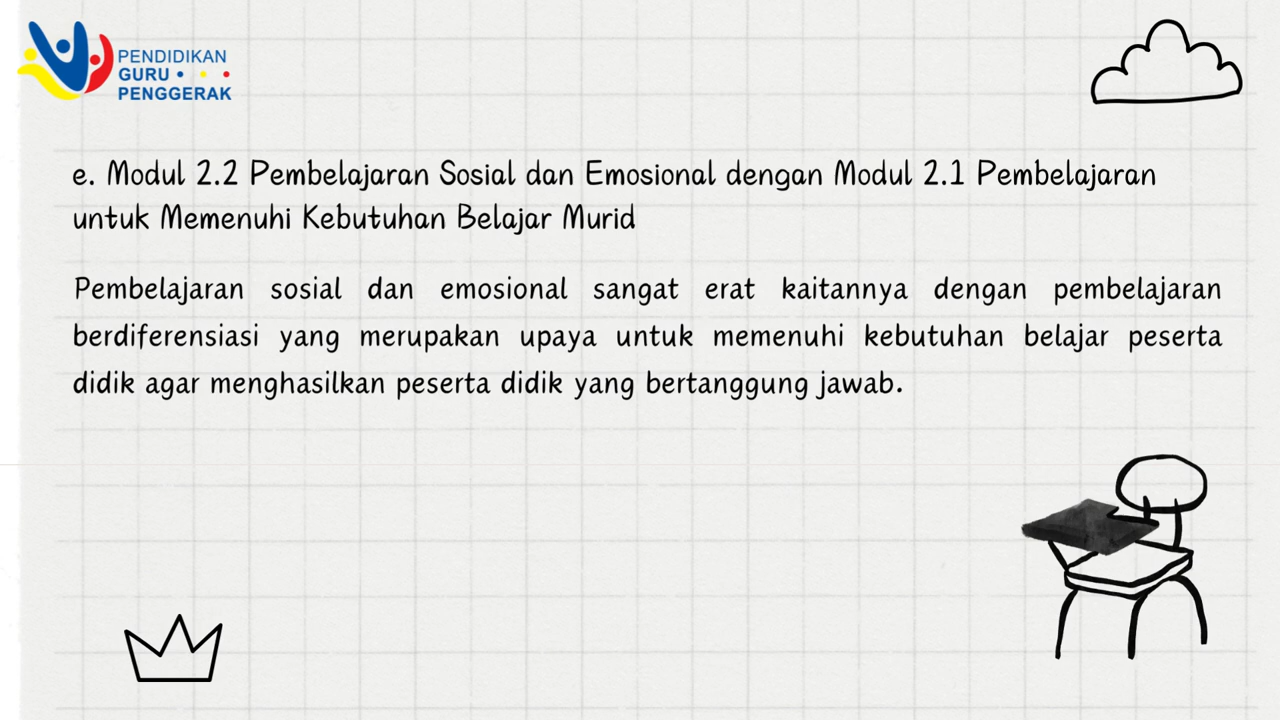 PENDIDIKAN
GURU
PENGGERAK
e. Modul 2.2 Pembelajaran Sosial dan Emosional dengan Modul 2.1 Pembelajaran
untuk Memenuhi Kebutuhan Belajar Murid
Pembelajaran sosial dan emosional sangat erat kaitannya dengan pembelajaran
berdiferensiasi yang merupakan upaya untuk memenuhi kebutuhan belajar peserta
didik agar menghasilkan peserta didik yang bertanggung jawab.